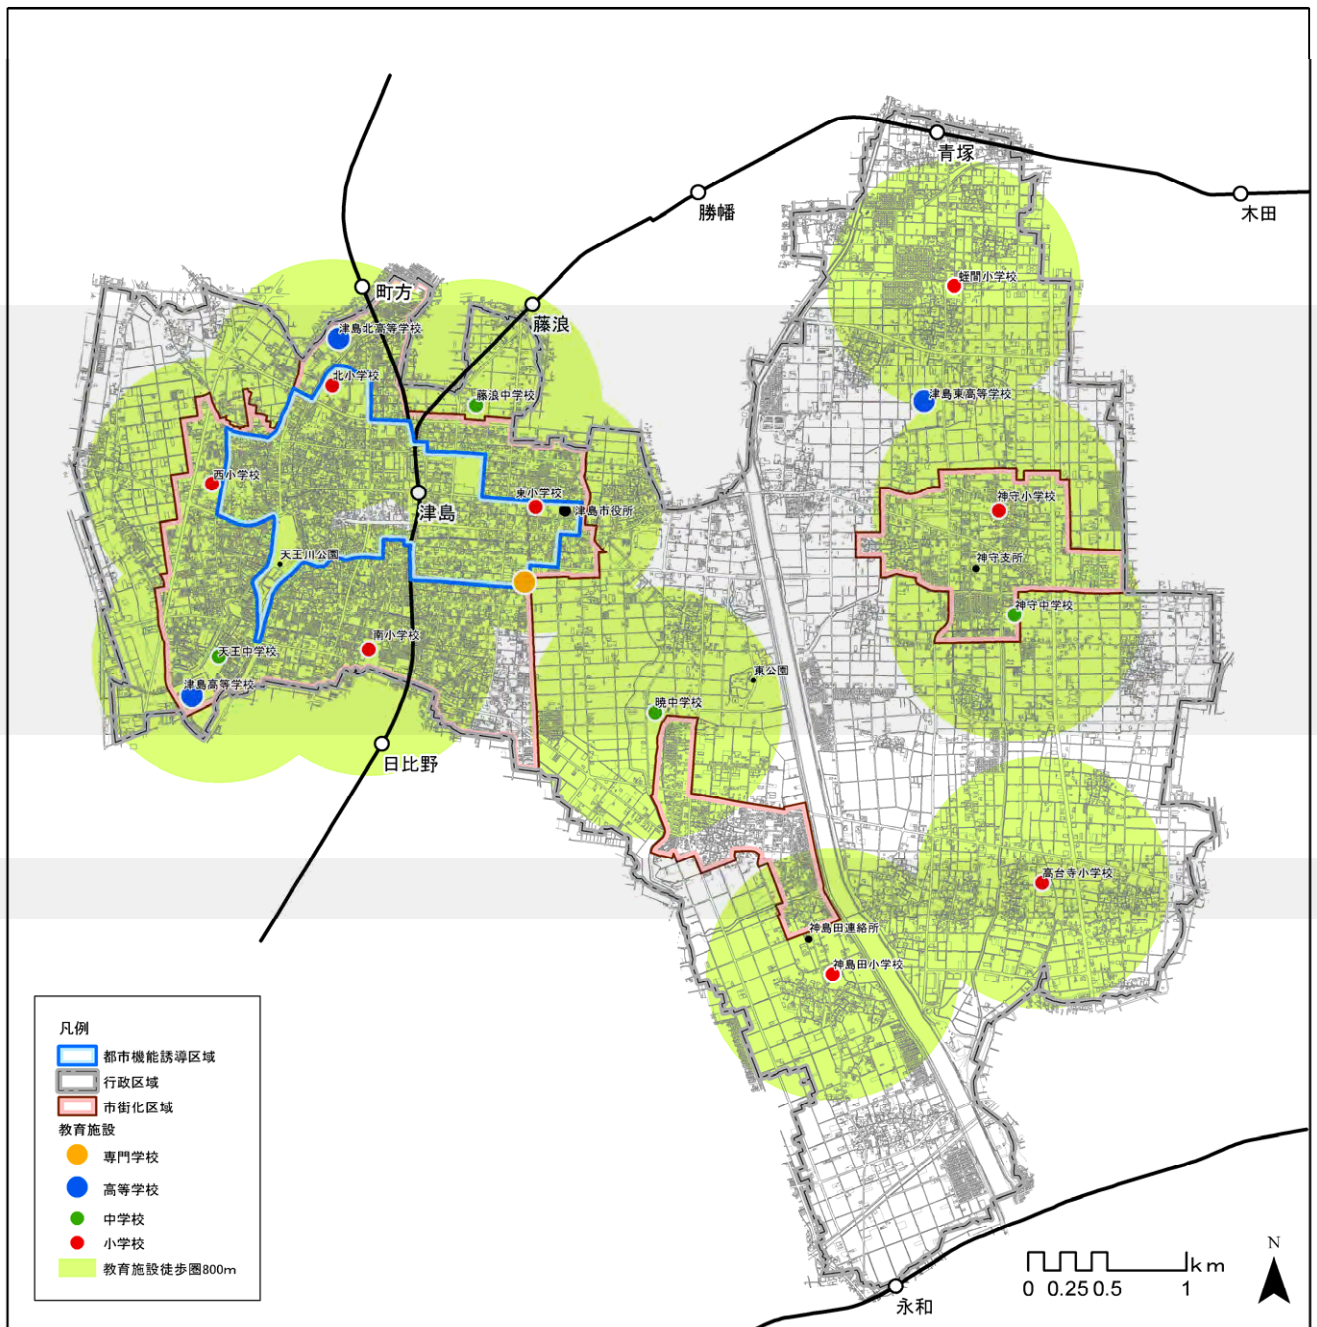 青塚
勝幡
木田
蛭間小学校
町方
藤浪
津島北高等学校
北小学校
藤浪中学校
津島東高等学校
西小学校
東小学校
津島市役所
津島
神守小学校
天王川公園
神守支所
神守中学校
南小学校
天王中学校
東公園
津島高等学校
暁中学校
日比野
高台寺小学校
神島田連絡所
神島田小学校
凡例
都市機能誘導区域
行政区域
市街化区域
教育施設
専門学校
高等学校
中学校
小学校
教育施設徒歩圏800m
永和
km
0 0.25 0.5 1
N